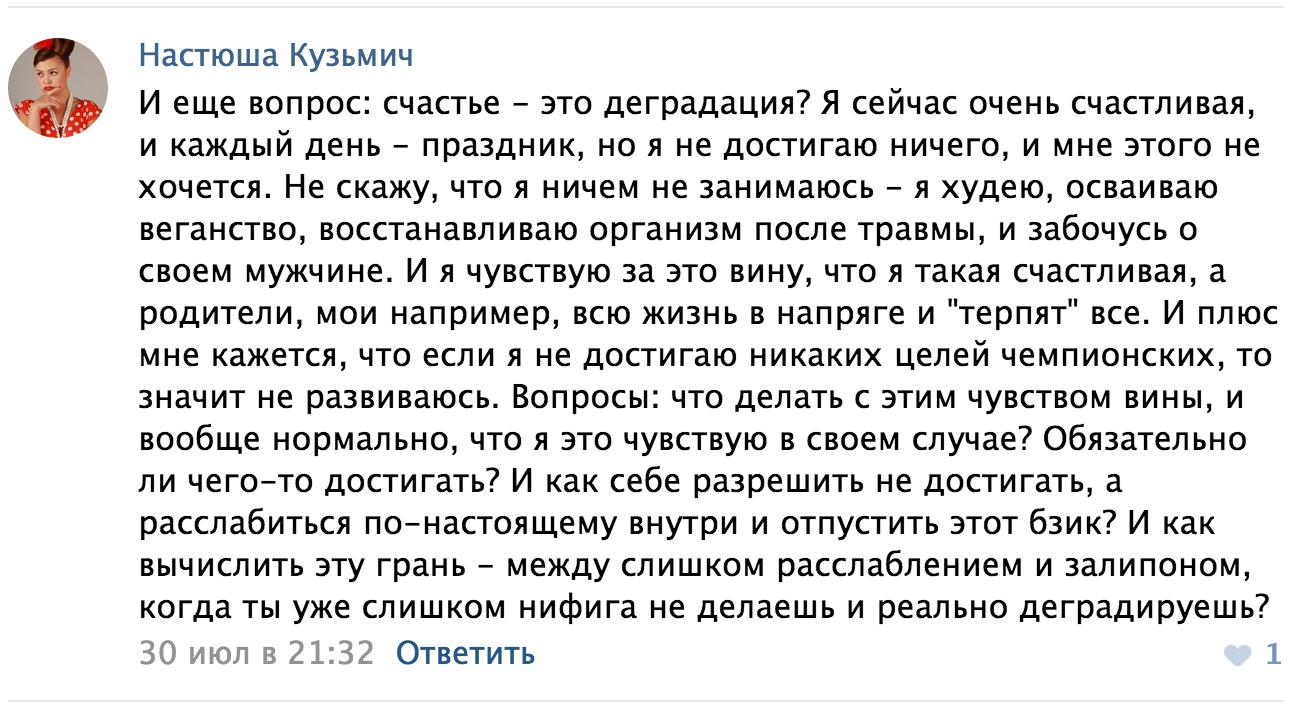 Настюша Кузьмич
И еще вопрос: счастье – это деградация? Я сейчас очень счастливая,
и каждый день – праздник, но я не достигаю ничего, и мне этого не
хочется. Не скажу, что я ничем не занимаюсь – я худею, осваиваю
веганство, восстанавливаю организм после травмы, и забочусь о
своем мужчине. И я чувствую за это вину, что я такая счастливая, а
родители, мои например, всю жизнь в напряге и "терпят" все. И плюс
мне кажется, что если я не достигаю никаких целей чемпионских, то
значит не развиваюсь. Вопросы: что делать с этим чувством вины, и
вообще нормально, что я это чувствую в своем случае? Обязательно
ли чего-то достигать? И как себе разрешить не достигать, а
расслабиться по-настоящему внутри и отпустить этот бзик? И как
вычислить эту грань – между слишком расслаблением и залипоном,
когда ты уже слишком нифига не делаешь и реально деградируешь?
30 июл в 21:32 Ответить 1